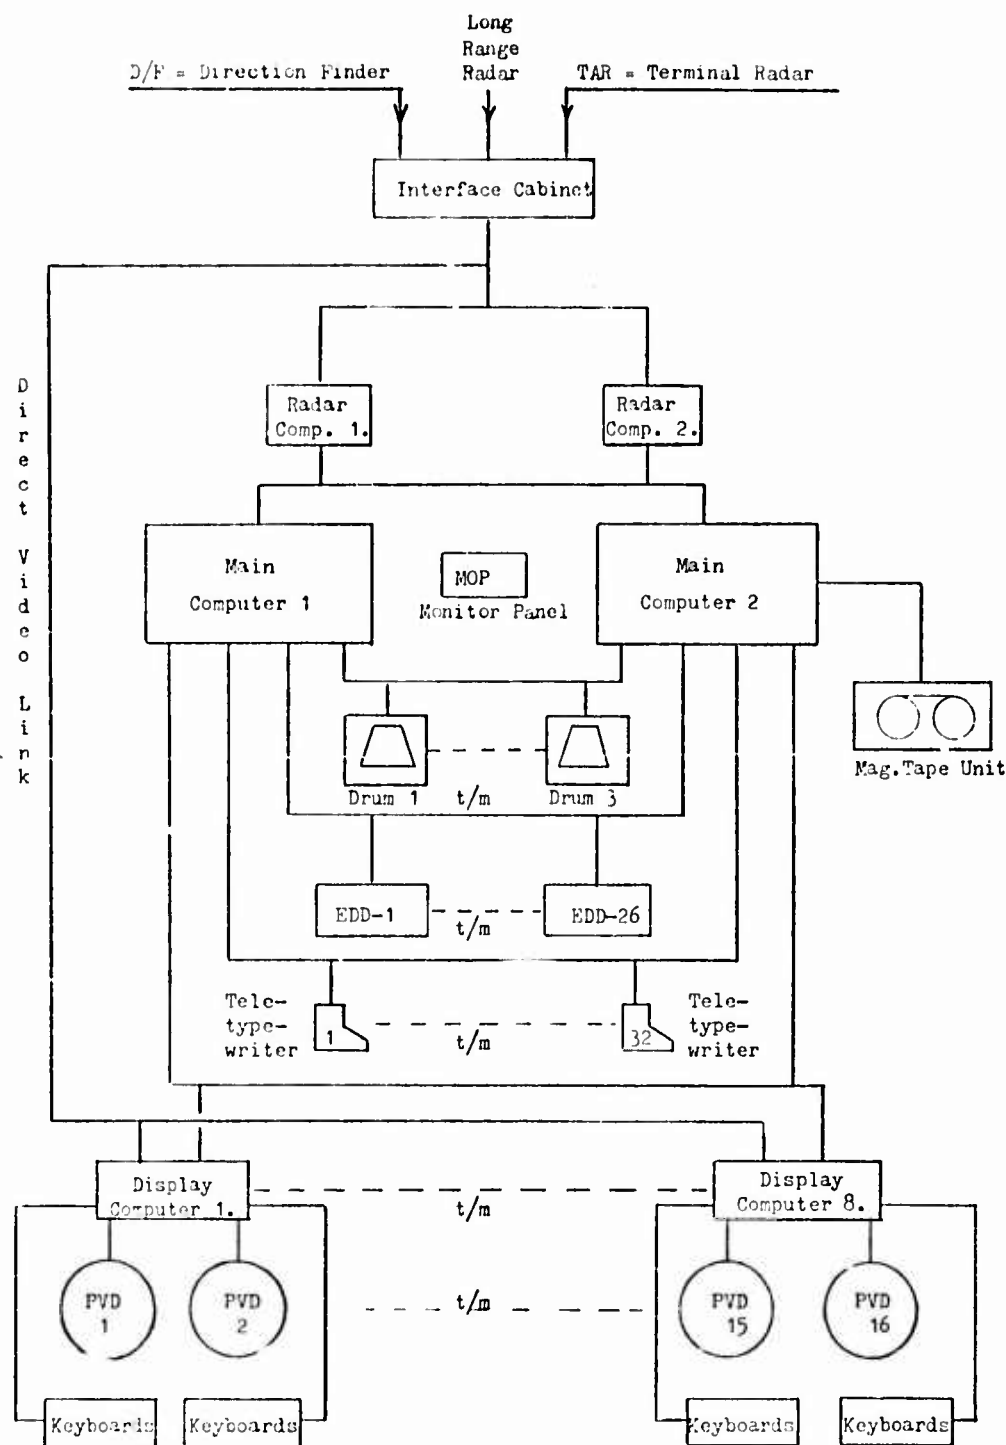 Long
Range
Radar
D/F = Direction Finder
TAR = Terminal Radar
Interface Cabinet
Direct Video Link
Radar
Comp. 1.
Radar
Comp. 2.
Main
Computer 1
MOP
Monitor Panel
Main
Computer 2
Mag.Tape Unit
Drum 1
t/m
Drum 3
EDD-1
t/m
EDD-26
Tele-
type-
writer
1
t/m
32
Tele-
type-
writer
Display
Computer 1.
t/m
Display
Computer 8.
PVD
1
PVD
2
t/m
PVD
15
PVD
16
Keyboards
Keyboards
Keyboards
Keyboards